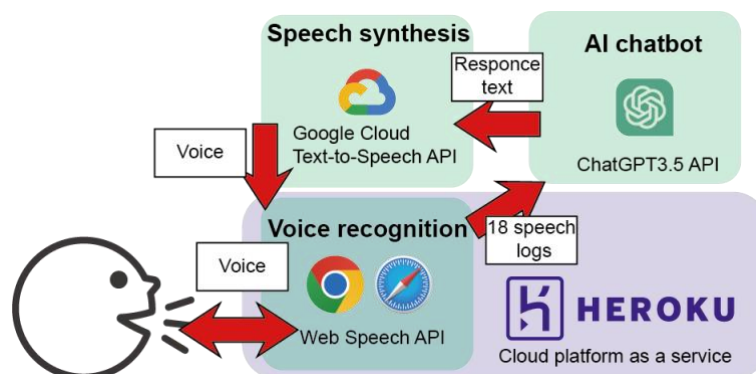 Speech synthesis
Google Cloud
Text-to-Speech API
AI chatbot
ChatGPT3.5 API
Responce
text
Voice
Voice recognition
Web Speech API
18 speech
logs
Voice
HEROKU
Cloud platform as a service